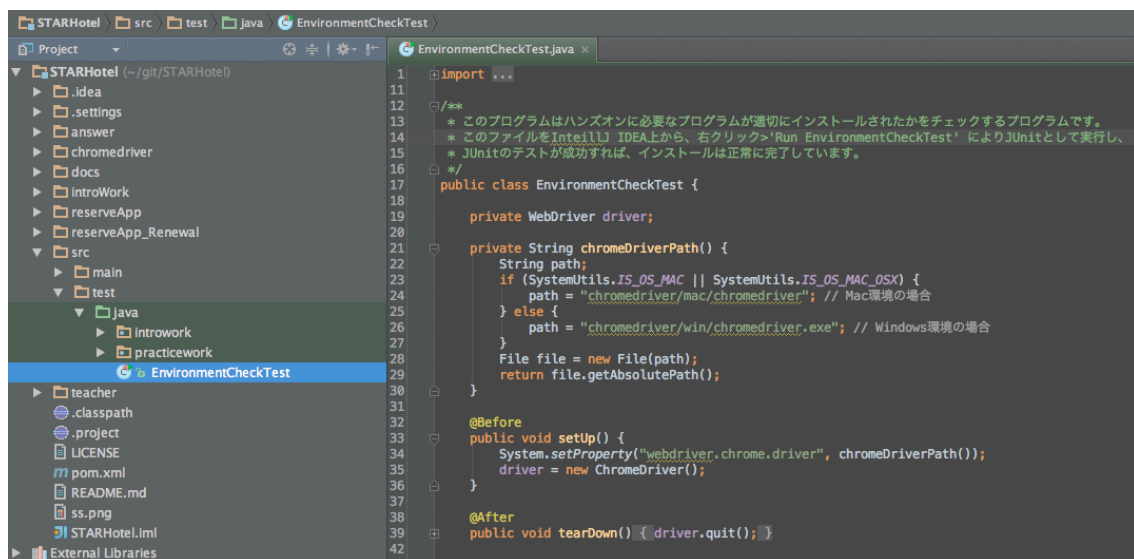 STARHotel src test java EnvironmentCheckTest
Project
EnvironmentCheckTest.java
STARHotel (~/git/STARHotel)
.idea
.settings
answer
chromedriver
docs
introWork
reserveApp
reserveApp_Renewal
src
main
test
java
introwork
practicework
EnvironmentCheckTest
teacher
.classpath
.project
LICENSE
pom.xml
README.md
ss.png
STARHotel.iml
External Libraries
1 import ...
11
12 /**
13 * このプログラムはハンズオンに必要なプログラムが適切にインストールされたかをチェックするプログラムです。
14 * このファイルをInteillJ IDEA上から、右クリック>'Run EnvironmentCheckTest' によりJUnitとして実行し、
15 * JUnitのテストが成功すれば、インストールは正常に完了しています。
16 */
17 public class EnvironmentCheckTest {
18
19 private WebDriver driver;
20
21 private String chromeDriverPath() {
22 String path;
23 if (SystemUtils.IS_OS_MAC || SystemUtils.IS_OS_MAC_OSX) {
24 path = "chromedriver/mac/chromedriver"; // Mac環境の場合
25 } else {
26 path = "chromedriver/win/chromedriver.exe"; // Windows環境の場合
27 }
28 File file = new File(path);
29 return file.getAbsolutePath();
30 }
31
32 @Before
33 public void setUp() {
34 System.setProperty("webdriver.chrome.driver", chromeDriverPath());
35 driver = new ChromeDriver();
36 }
37
38 @After
39 public void tearDown() { driver.quit(); }
42